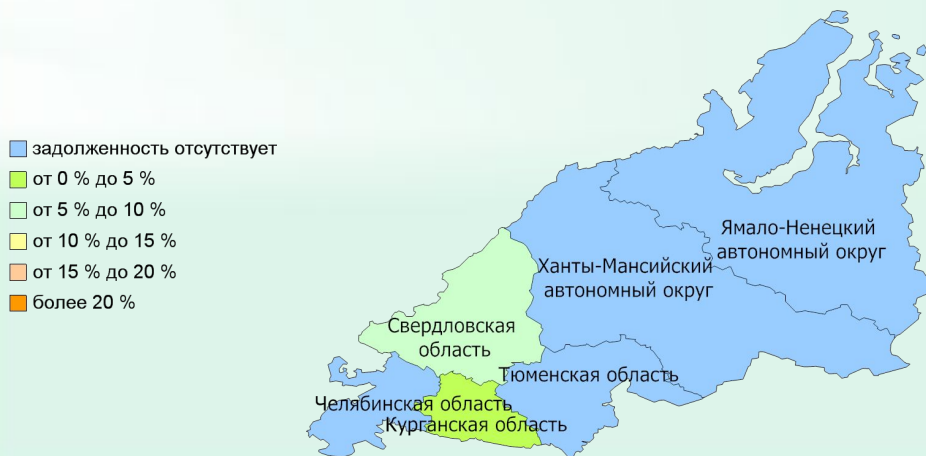 задолженность отсутствует
от 0 % до 5 %
от 5 % до 10 %
от 10 % до 15 %
от 15 % до 20 %
более 20 %
Ямало-Ненецкий
автономный округ
Ханты-Мансийский
автономный округ
Свердловская
область
Тюменская область
Челябинская область
Курганская область